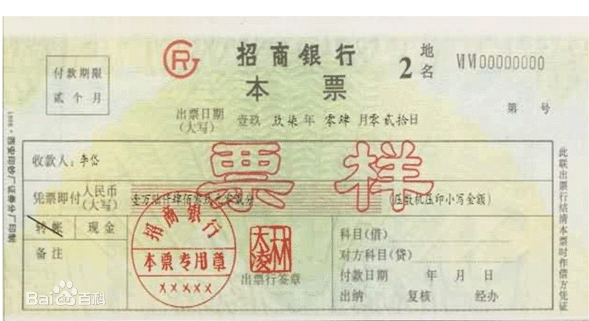 付款期限
贰个月
招商银行
本票
2
地名
ⅥⅥ00000000
出票日期
(大写)
壹玖 玖柒年 零肆 月零贰拾日
第 号
收款人：李岱
票样
凭票即付 人民币
(大写)
(压数机压印小写金额)
转账 现金
备注
招商银行
本票专用章
×××××
出票行签章
科目(借)
对方科目(贷)
付款日期 年 月 日
出纳 复核 经办
此联出票行结清本票时作借方凭证
Bai百科